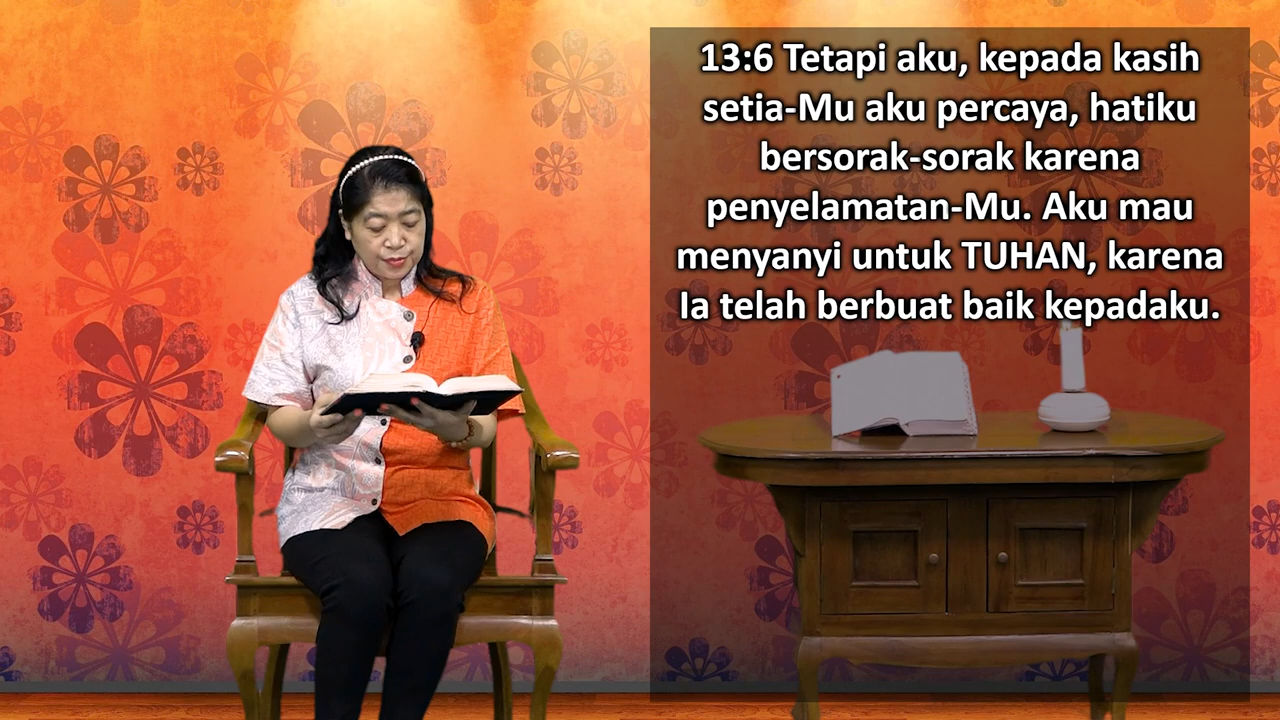 13:6 Tetapi aku, kepada kasih
setia-Mu aku percaya, hatiku
bersorak-sorak karena
penyelamatan-Mu. Aku mau
menyanyi untuk TUHAN, karena
Ia telah berbuat baik kepadaku.